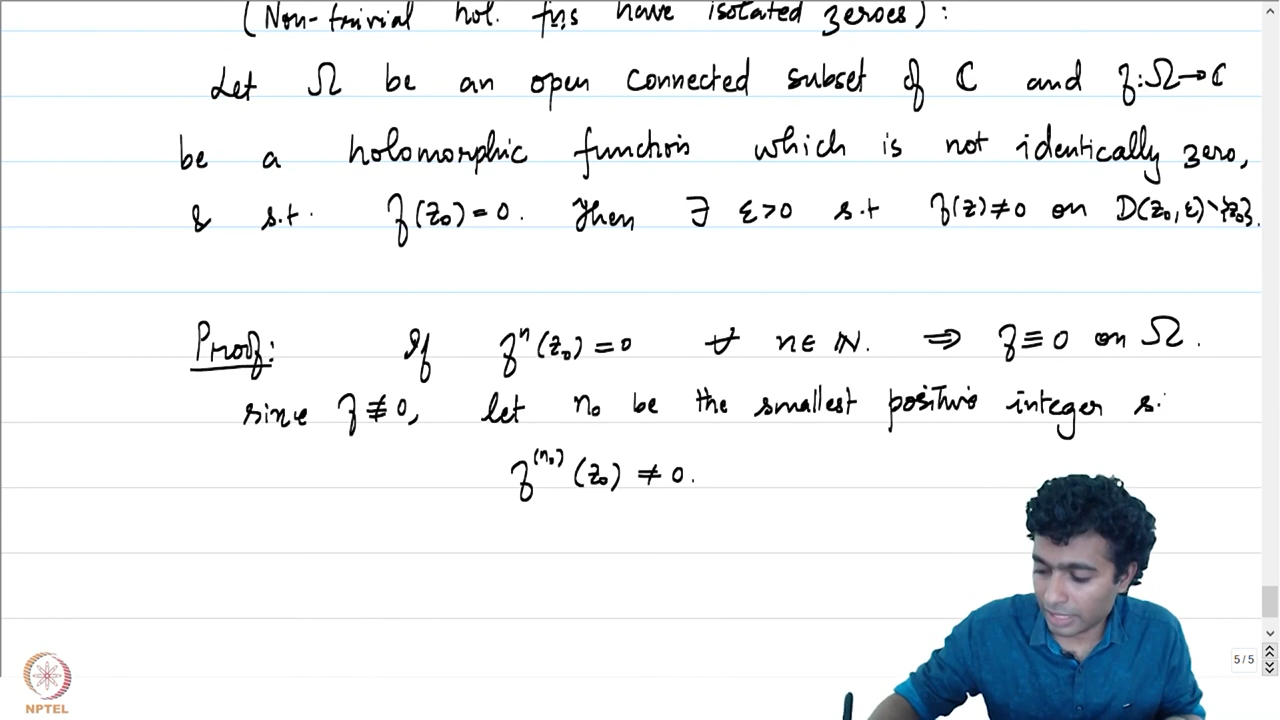 (Non-trivial hol. fns have isolated zeroes) :
Let Ω be an open connected subset of ℂ and f:Ω→ℂ
be a holomorphic function which is not identically zero,
& s.t. f(z₀) = 0. Then ∃ ε>0 s.t f(z) ≠ 0 on D(z₀, ε)\{z₀}.
Proof: If fⁿ(z₀) = 0 ∀ n ∈ ℕ. ⇒ f ≡ 0 on Ω.
since f ≢ 0, let n₀ be the smallest positive integer s.
f⁽ⁿ₀⁾(z₀) ≠ 0.
5 / 5
NPTEL